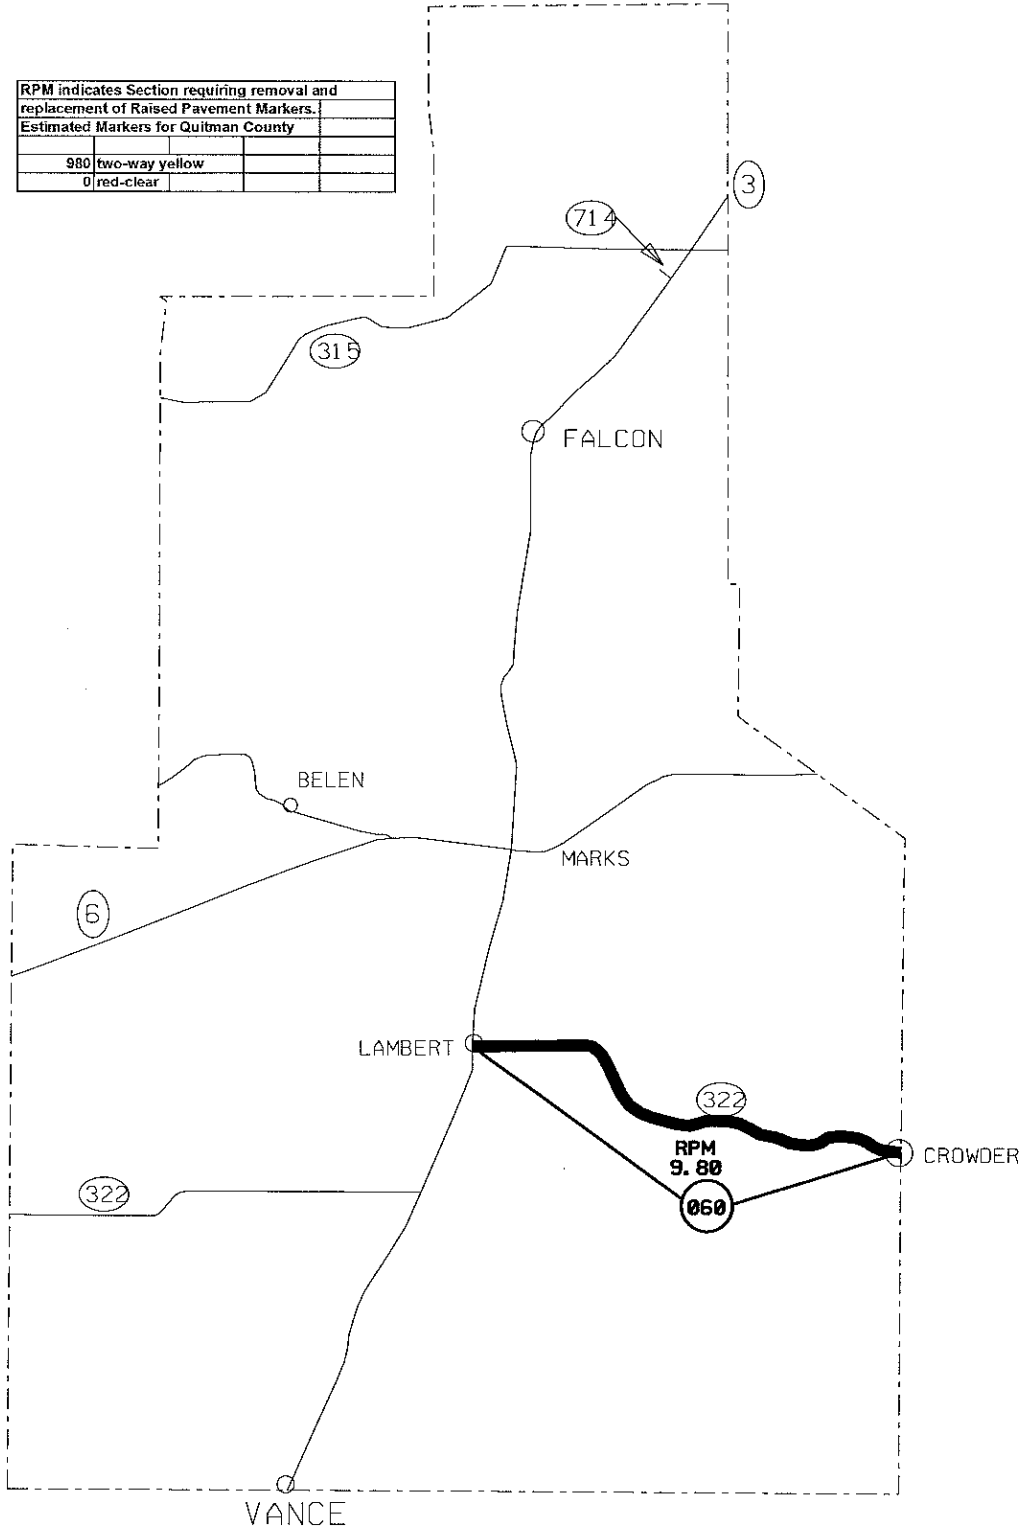 RPM indicates Section requiring removal and
replacement of Raised Pavement Markers.
Estimated Markers for Quitman County
980 two-way yellow
0 red-clear
3
714
315
FALCON
BELEN
MARKS
6
LAMBERT
322
RPM
9.80
CROWDER
060
322
VANCE